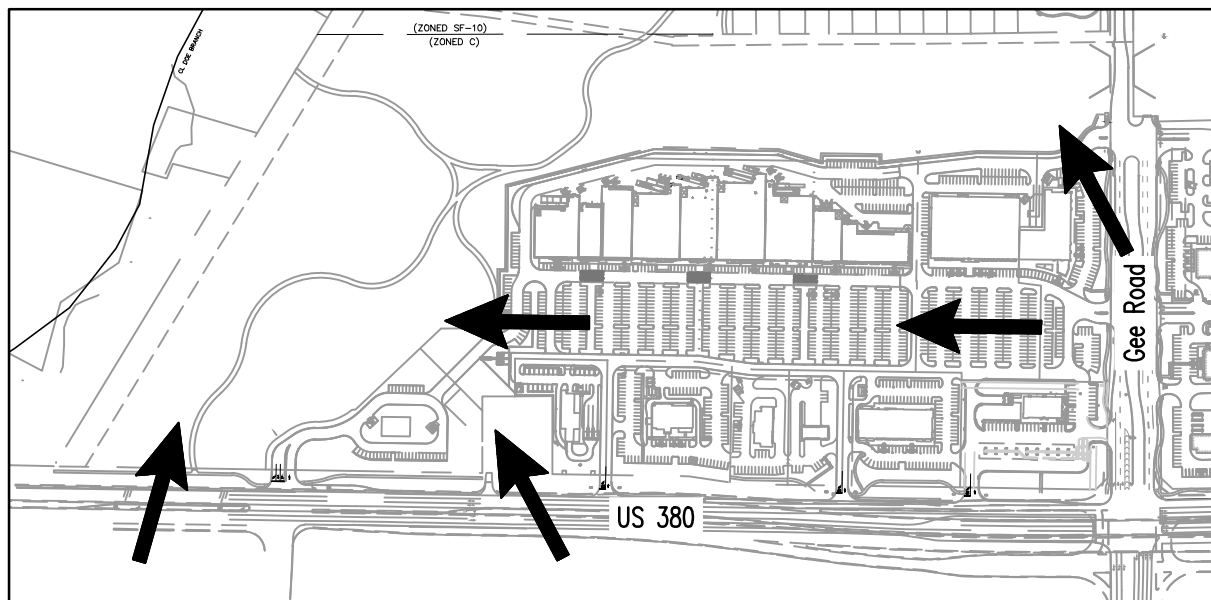 (ZONED SF-10)
(ZONED C)
CL DOE BRANCH
Gee Road
US 380